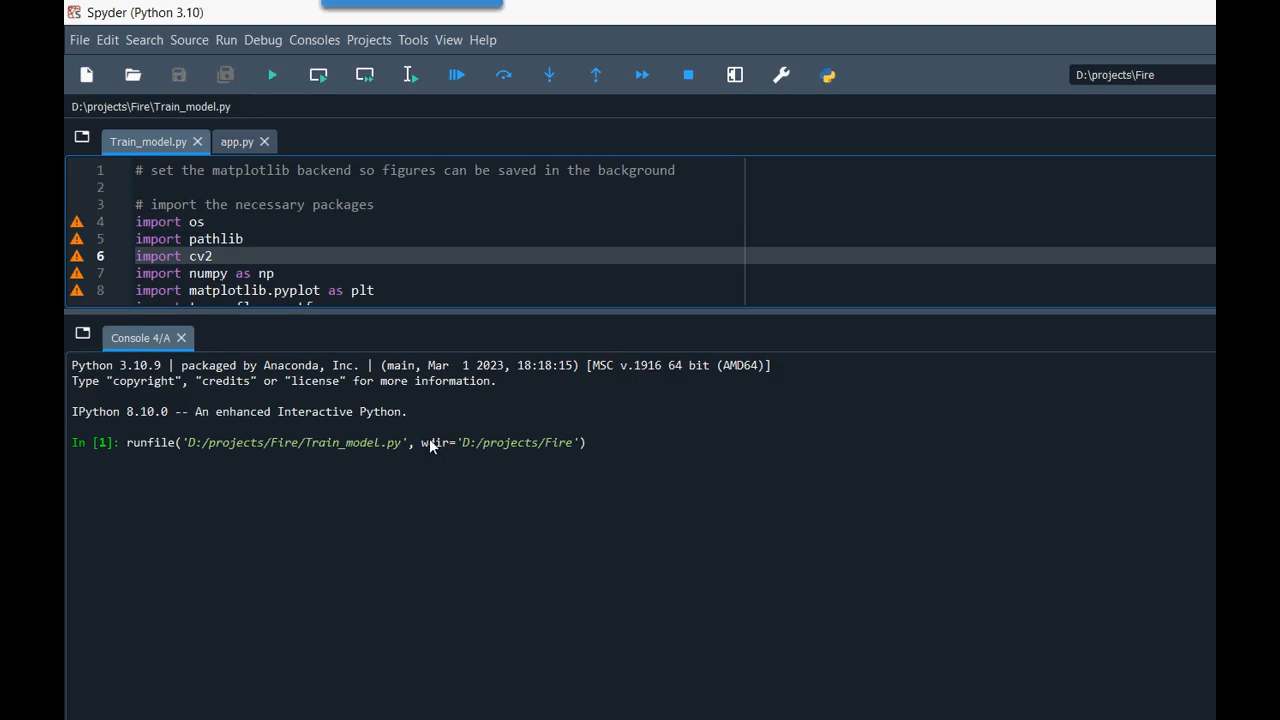 Spyder (Python 3.10)
File Edit Search Source Run Debug Consoles Projects Tools View Help
D:\projects\Fire
D:\projects\Fire\Train_model.py
Train_model.py app.py
1 # set the matplotlib backend so figures can be saved in the background
2
3 # import the necessary packages
4 import os
5 import pathlib
6 import cv2
7 import numpy as np
8 import matplotlib.pyplot as plt
Console 4/A
Python 3.10.9 | packaged by Anaconda, Inc. | (main, Mar  1 2023, 18:18:15) [MSC v.1916 64 bit (AMD64)]
Type "copyright", "credits" or "license" for more information.
IPython 8.10.0 -- An enhanced Interactive Python.
In [1]: runfile('D:/projects/Fire/Train_model.py', wdir='D:/projects/Fire')